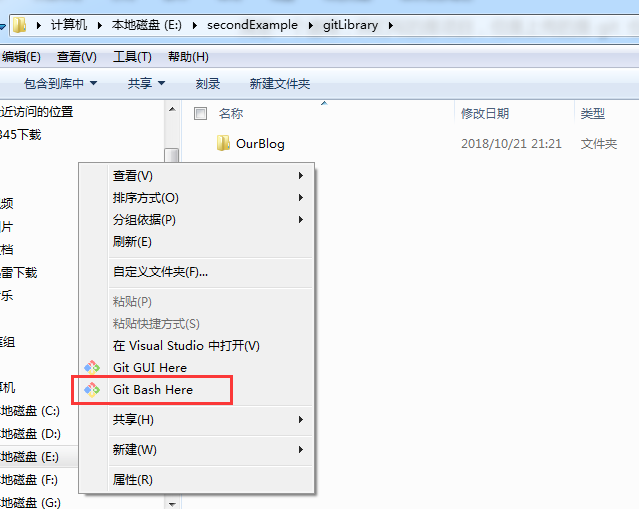 计算机 本地磁盘 (E:) secondExample gitLibrary
编辑(E) 查看(V) 工具(T) 帮助(H)
包含到库中 共享 刻录 新建文件夹
近访问的位置
345下载
名称 修改日期 类型
OurBlog 2018/10/21 21:21 文件夹
频
片
档
雷下载
乐
庭组
算机
本地磁盘 (C:)
本地磁盘 (D:)
本地磁盘 (E:)
本地磁盘 (F:)
本地磁盘 (G:)
查看(V)
排序方式(O)
分组依据(P)
刷新(E)
自定义文件夹(F)...
粘贴(P)
粘贴快捷方式(S)
在 Visual Studio 中打开(V)
Git GUI Here
Git Bash Here
共享(H)
新建(W)
属性(R)